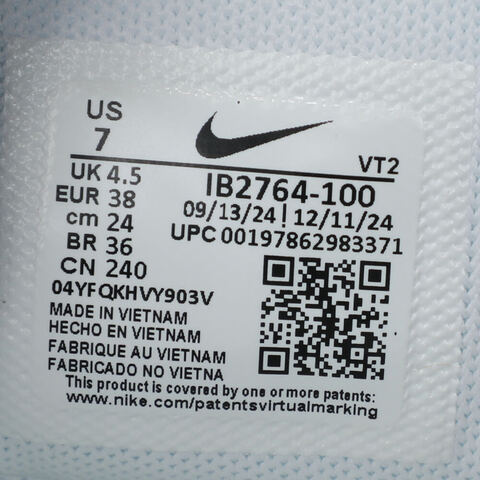 US
7
VT2
UK 4.5
EUR 38
cm 24
BR 36
CN 240
IB2764-100
09/13/24 | 12/11/24
UPC 00197862983371
04YFQKHVY903V
MADE IN VIETNAM
HECHO EN VIETNAM
FABRIQUE AU VIETNAM
FABRICADO NO VIETNA
This product is covered by one or more patents:
www.nike.com/patentsvirtualmarking